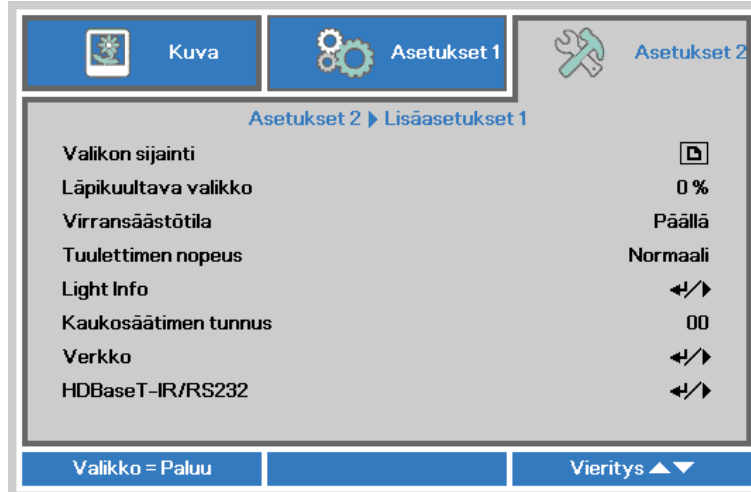 Kuva
Asetukset 1
Asetukset 2
Asetukset 2 Lisäasetukset 1
Valikon sijainti
Läpikuultava valikko 0 %
Virransäästötila Päällä
Tuulettimen nopeus Normaali
Light Info
Kaukosäätimen tunnus 00
Verkko
HDBaseT-IR/RS232
Valikko = Paluu
Vieritys